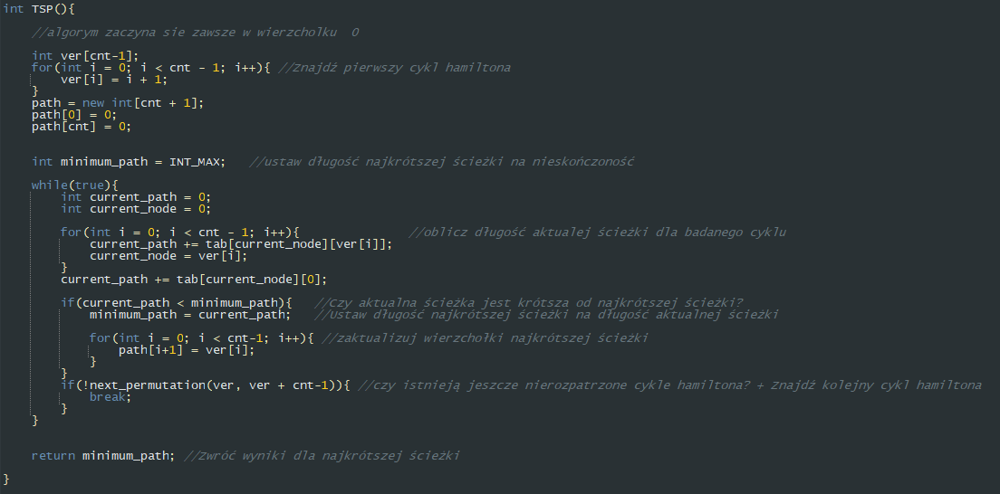 int TSP(){
//algorym zaczyna sie zawsze w wierzcholku 0
int ver[cnt-1];
for(int i = 0; i < cnt - 1; i++){ //Znajdź pierwszy cykl hamiltona
ver[i] = i + 1;
}
path = new int[cnt + 1];
path[0] = 0;
path[cnt] = 0;
int minimum_path = INT_MAX; //ustaw długość najkrótszej ścieżki na nieskończoność
while(true){
int current_path = 0;
int current_node = 0;
for(int i = 0; i < cnt - 1; i++){ //oblicz długość aktualej ścieżki dla badanego cyklu
current_path += tab[current_node][ver[i]];
current_node = ver[i];
}
current_path += tab[current_node][0];
if(current_path < minimum_path){ //Czy aktualna ścieżka jest krótsza od najkrótszej ścieżki?
minimum_path = current_path; //Ustaw długość najkrótszej ścieżki na długość aktualnej ścieżki
for(int i = 0; i < cnt-1; i++){ //zaktualizuj wierzchołki najkrótszej ścieżki
path[i+1] = ver[i];
}
}
if(!next_permutation(ver, ver + cnt-1)){ //czy istnieją jeszcze nierozpatrzone cykle hamiltona? + Znajdź kolejny cykl hamiltona
break;
}
}
return minimum_path; //Zwróć wyniki dla najkrótszej ścieżki
}